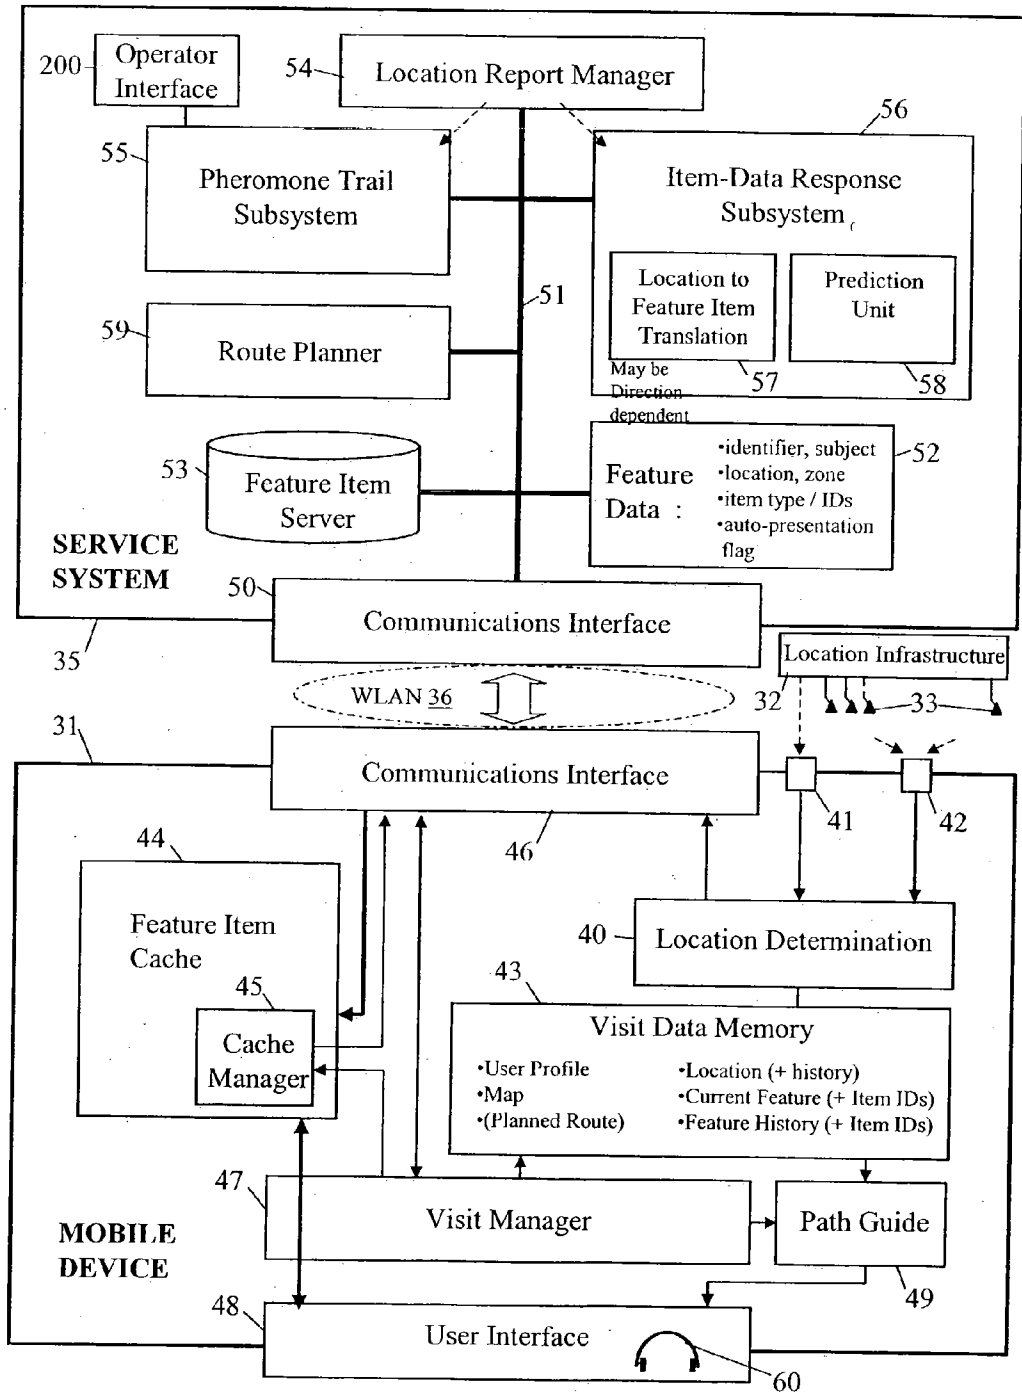 200
Operator
Interface
54
Location Report Manager
55
Pheromone Trail
Subsystem
56
Item-Data Response
Subsystem
Location to
Feature Item
Translation
57
Prediction
Unit
58
May be
Direction
dependent
51
59
Route Planner
53
Feature Item
Server
Feature
Data :
•identifier, subject
•location, zone
•item type / IDs
•auto-presentation
flag
52
SERVICE
SYSTEM
50
Communications Interface
35
WLAN 36
Location Infrastructure
32
33
31
Communications Interface
46
41
42
44
Feature Item
Cache
45
Cache
Manager
40
Location Determination
43
Visit Data Memory
•User Profile
•Map
•(Planned Route)
•Location (+ history)
•Current Feature (+ Item IDs)
•Feature History (+ Item IDs)
47
Visit Manager
Path Guide
49
MOBILE
DEVICE
48
User Interface
60